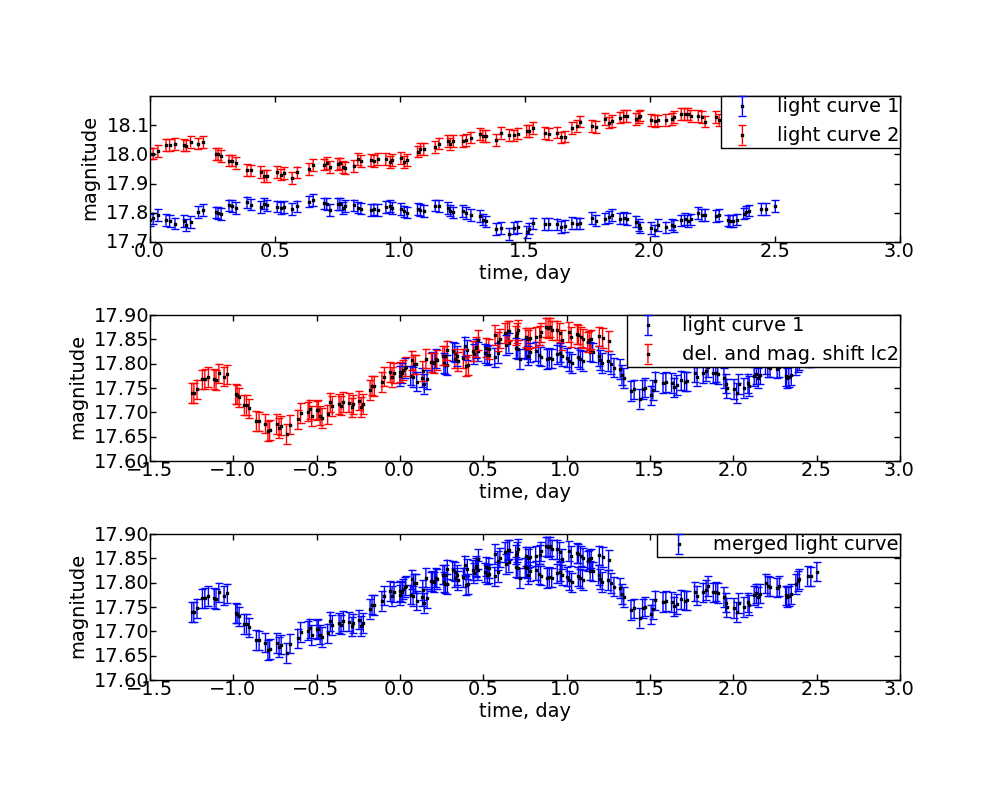 light curve 1
light curve 2
magnitude
18.1
18.0
17.9
17.8
17.7
0.0 0.5 1.0 1.5 2.0 2.5 3.0
time, day
light curve 1
del. and mag. shift lc2
magnitude
17.90
17.85
17.80
17.75
17.70
17.65
17.60
−1.5 −1.0 −0.5 0.0 0.5 1.0 1.5 2.0 2.5 3.0
time, day
merged light curve
magnitude
17.90
17.85
17.80
17.75
17.70
17.65
17.60
−1.5 −1.0 −0.5 0.0 0.5 1.0 1.5 2.0 2.5 3.0
time, day